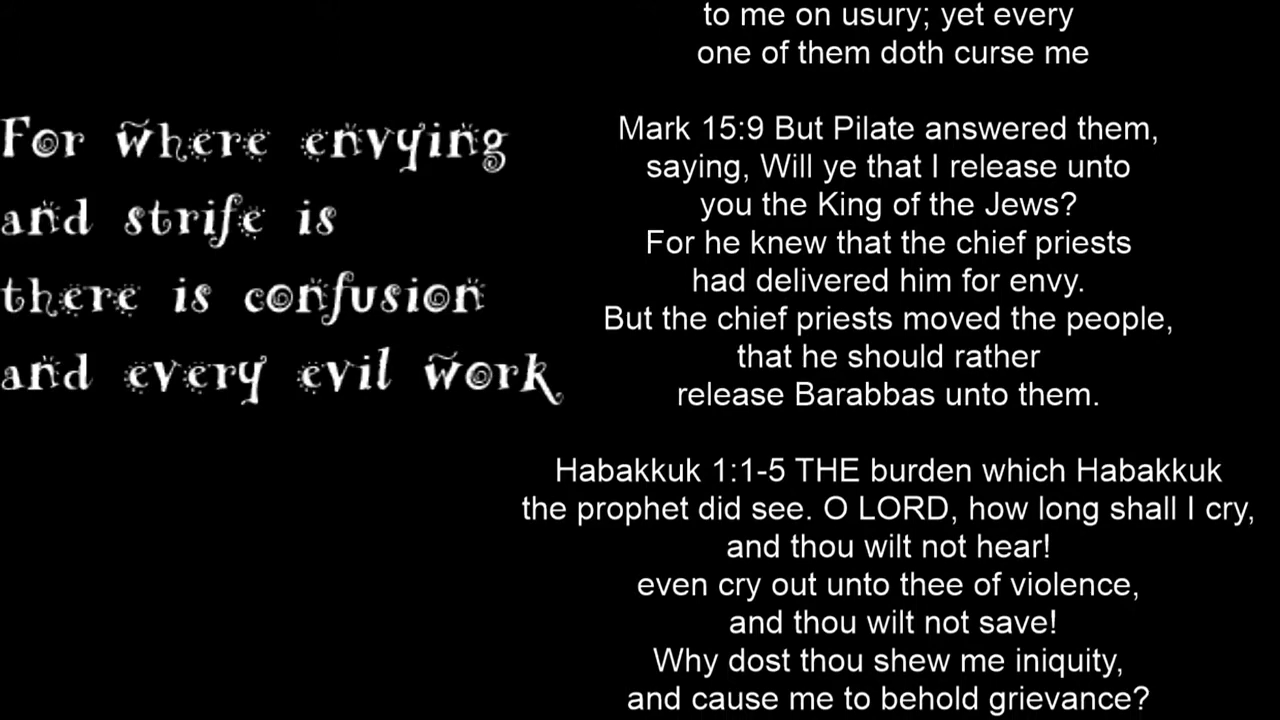 For where envying
and strife is
there is confusion
and every evil work
to me on usury; yet every
one of them doth curse me
Mark 15:9 But Pilate answered them,
saying, Will ye that I release unto
you the King of the Jews?
For he knew that the chief priests
had delivered him for envy.
But the chief priests moved the people,
that he should rather
release Barabbas unto them.
Habakkuk 1:1-5 THE burden which Habakkuk
the prophet did see. O LORD, how long shall I cry,
and thou wilt not hear!
even cry out unto thee of violence,
and thou wilt not save!
Why dost thou shew me iniquity,
and cause me to behold grievance?